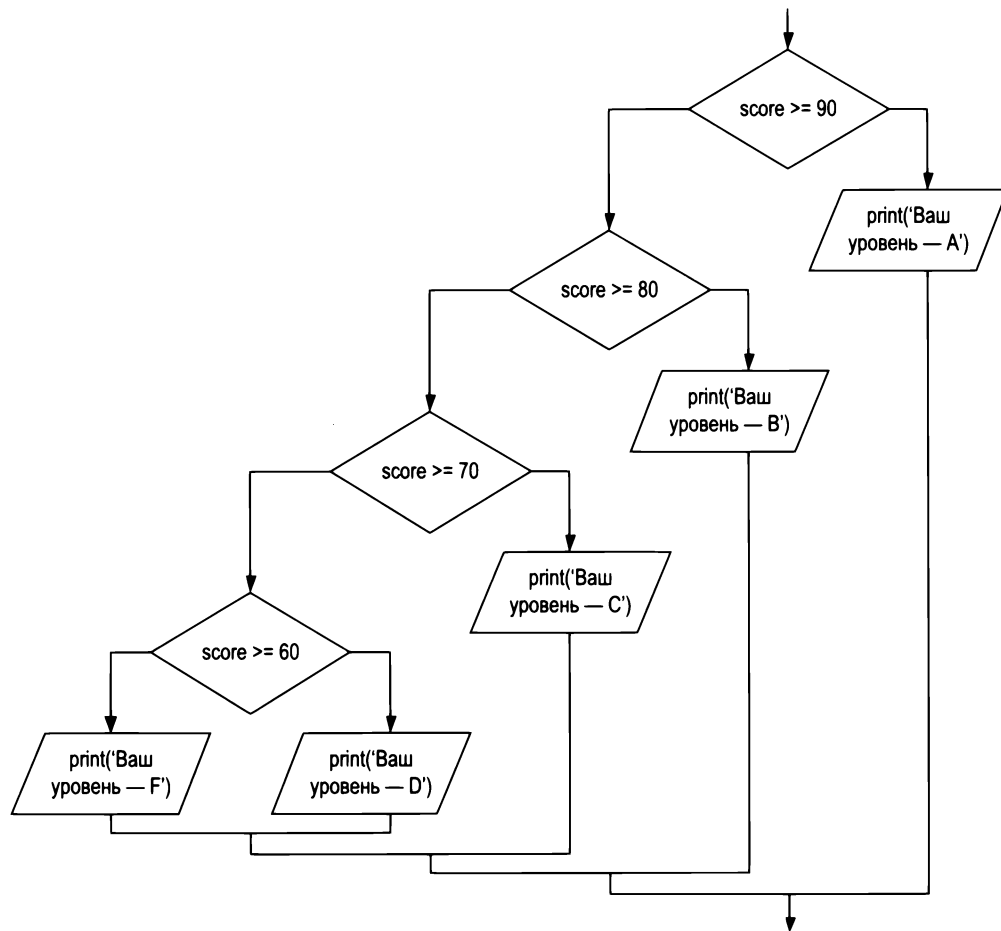 score >= 90
print(‘Ваш
уровень — A’)
score >= 80
print(‘Ваш
уровень — B’)
score >= 70
print(‘Ваш
уровень — C’)
score >= 60
print(‘Ваш
уровень — F’)
print(‘Ваш
уровень — D’)